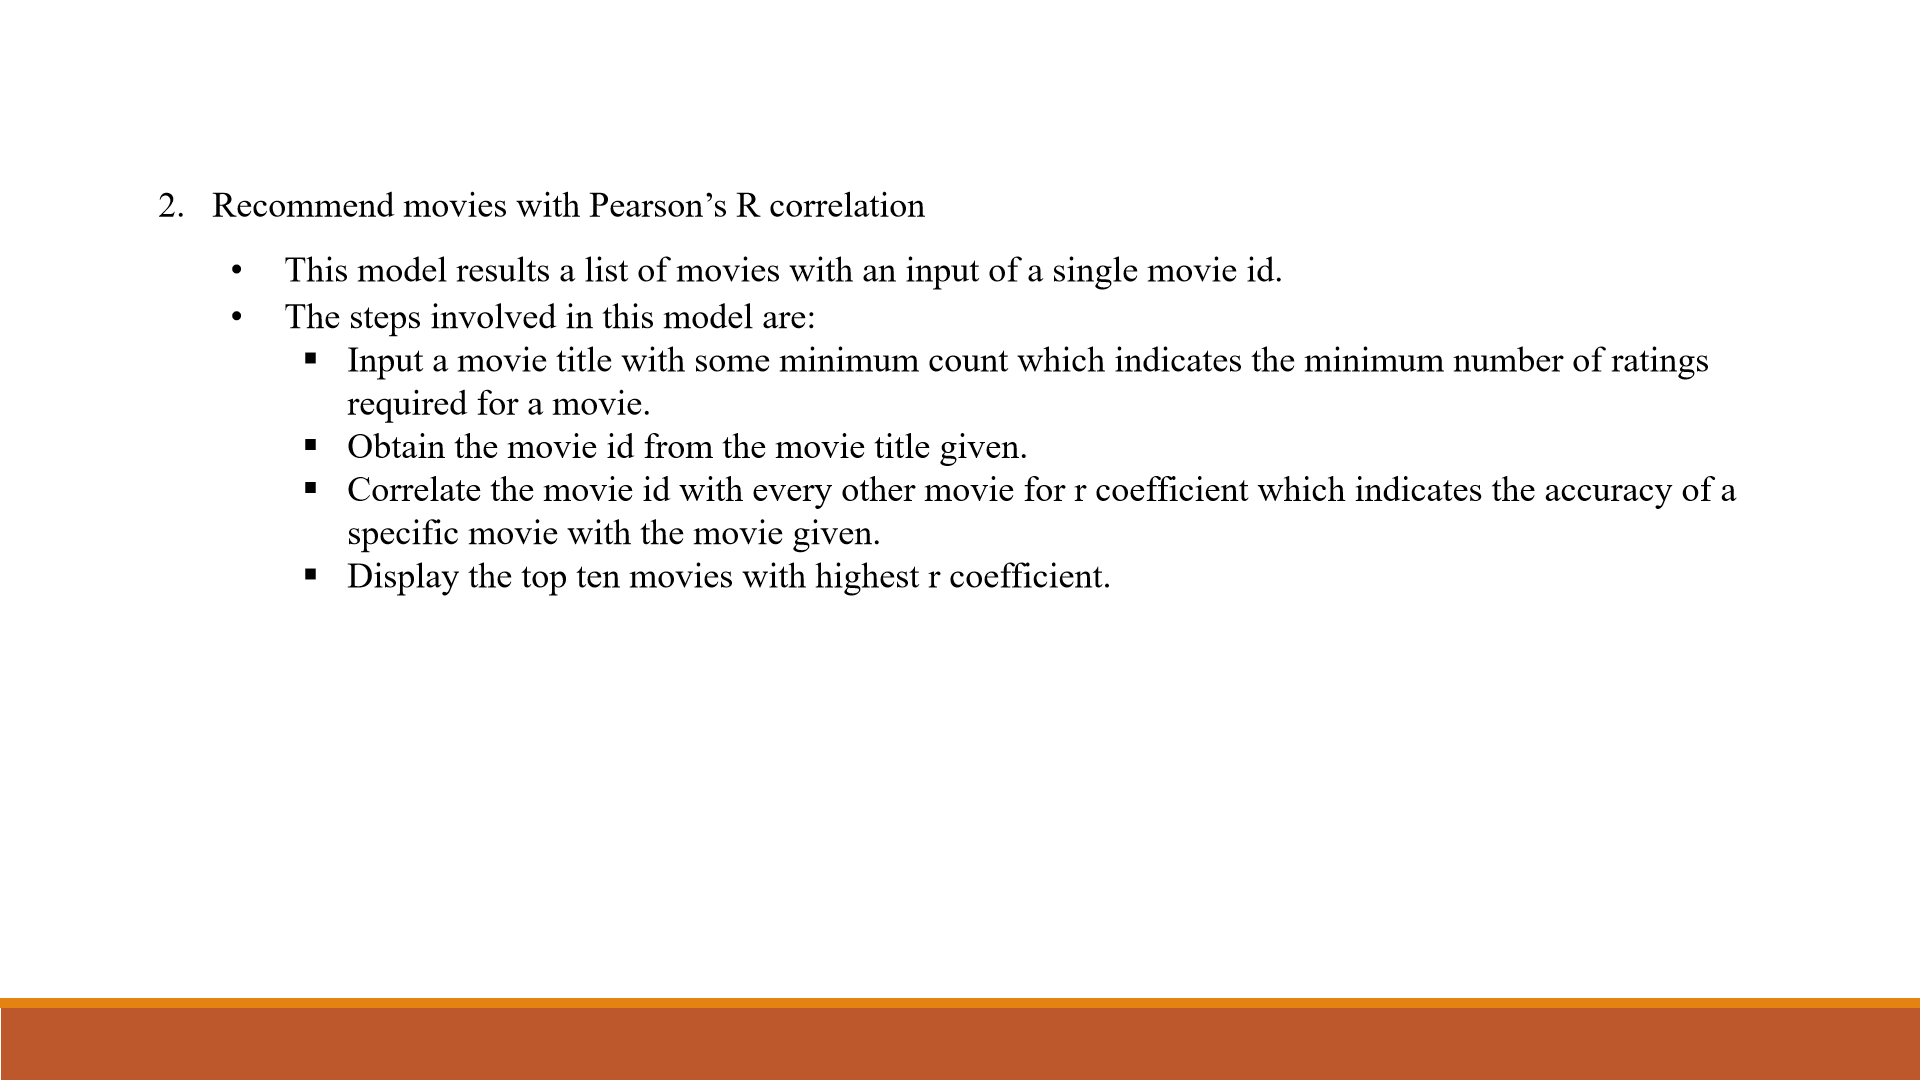 2. Recommend movies with Pearson’s R correlation
• This model results a list of movies with an input of a single movie id.
• The steps involved in this model are:
▪ Input a movie title with some minimum count which indicates the minimum number of ratings
required for a movie.
▪ Obtain the movie id from the movie title given.
▪ Correlate the movie id with every other movie for r coefficient which indicates the accuracy of a
specific movie with the movie given.
▪ Display the top ten movies with highest r coefficient.